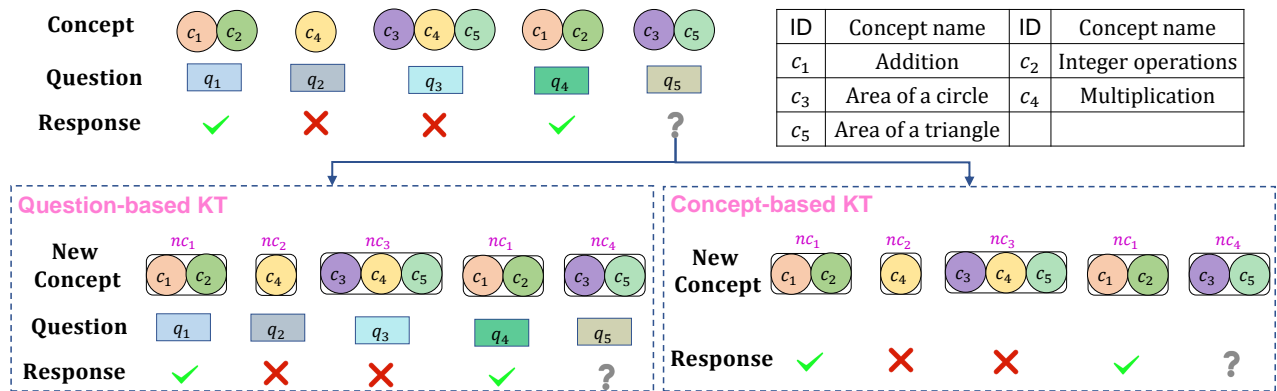 Concept c1 c2 c4 c3 c4 c5 c1 c2 c3 c5
Question q1 q2 q3 q4 q5
Response ?
ID Concept name ID Concept name
c1 Addition c2 Integer operations
c3 Area of a circle c4 Multiplication
c5 Area of a triangle
Question-based KT
nc1 nc2 nc3 nc1 nc4
New Concept c1 c2 c4 c3 c4 c5 c1 c2 c3 c5
Question q1 q2 q3 q4 q5
Response ?
Concept-based KT
nc1 nc2 nc3 nc1 nc4
New Concept c1 c2 c4 c3 c4 c5 c1 c2 c3 c5
Response ?